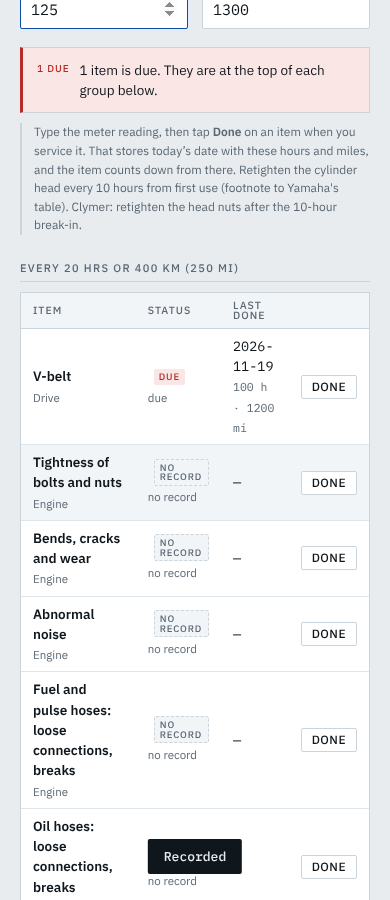 125
1300
1 DUE
1 item is due. They are at the top of each
group below.
Type the meter reading, then tap Done on an item when you
service it. That stores today’s date with these hours and miles,
and the item counts down from there. Retighten the cylinder
head every 10 hours from first use (footnote to Yamaha's
table). Clymer: retighten the head nuts after the 10-hour
break-in.
EVERY 20 HRS OR 400 KM (250 MI)
ITEM
STATUS
LAST
DONE
V-belt
Drive
DUE
due
2026-
11-19
100 h
· 1200
mi
DONE
Tightness of
bolts and nuts
Engine
NO
RECORD
no record
—
DONE
Bends, cracks
and wear
Engine
NO
RECORD
no record
—
DONE
Abnormal
noise
Engine
NO
RECORD
no record
—
DONE
Fuel and
pulse hoses:
loose
connections,
breaks
Engine
NO
RECORD
no record
—
DONE
Oil hoses:
loose
connections,
breaks
Recorded
no record
DONE